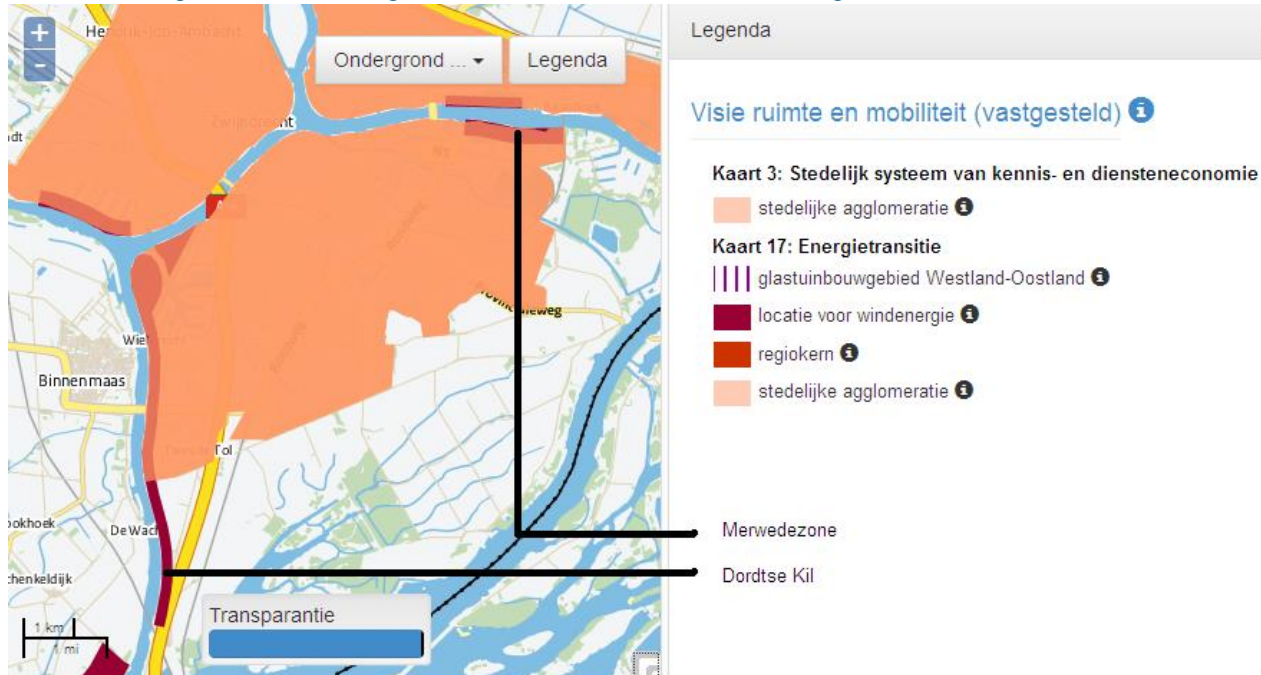 +
-
Ondergrond ...
Legenda
Zwijndrecht
Binnenmaas
Tol
1 km
1 mi
Transparantie
Legenda
Visie ruimte en mobiliteit (vastgesteld)
Kaart 3: Stedelijk systeem van kennis- en diensteneconomie
stedelijke agglomeratie
Kaart 17: Energietransitie
glastuinbouwgebied Westland-Oostland
locatie voor windenergie
regiokern
stedelijke agglomeratie
Merwedezone
Dordtse Kil